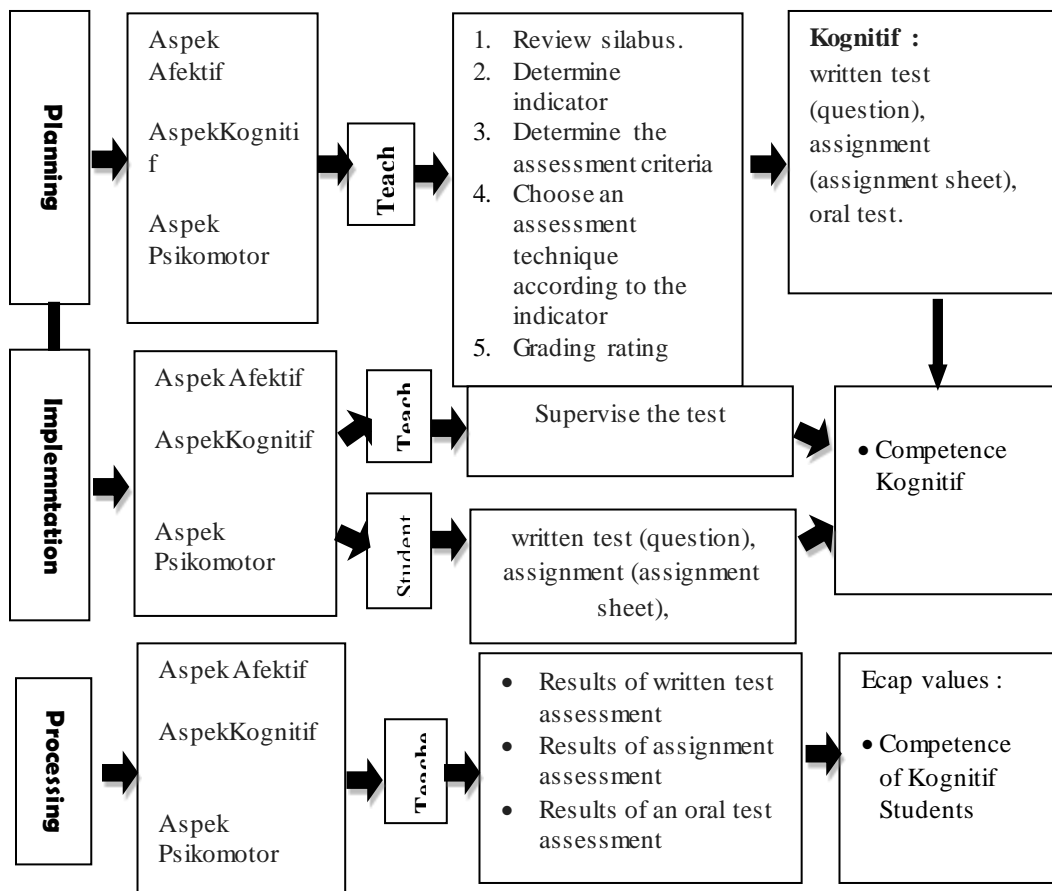 Planning
Aspek
Afektif
AspekKogniti
f
Aspek
Psikomotor
Teach
1. Review silabus.
2. Determine
indicator
3. Determine the
assessment criteria
4. Choose an
assessment
technique
according to the
indicator
5. Grading rating
Kognitif :
written test
(question),
assignment
(assignment sheet),
oral test.
Implemntation
Aspek Afektif
AspekKognitif
Aspek
Psikomotor
Teach
Supervise the test
Student
written test (question),
assignment (assignment
sheet),
• Competence
Kognitif
Processing
Aspek Afektif
AspekKognitif
Aspek
Psikomotor
Teache
• Results of written test
assessment
• Results of assignment
assessment
• Results of an oral test
assessment
Ecap values :
• Competence
of Kognitif
Students